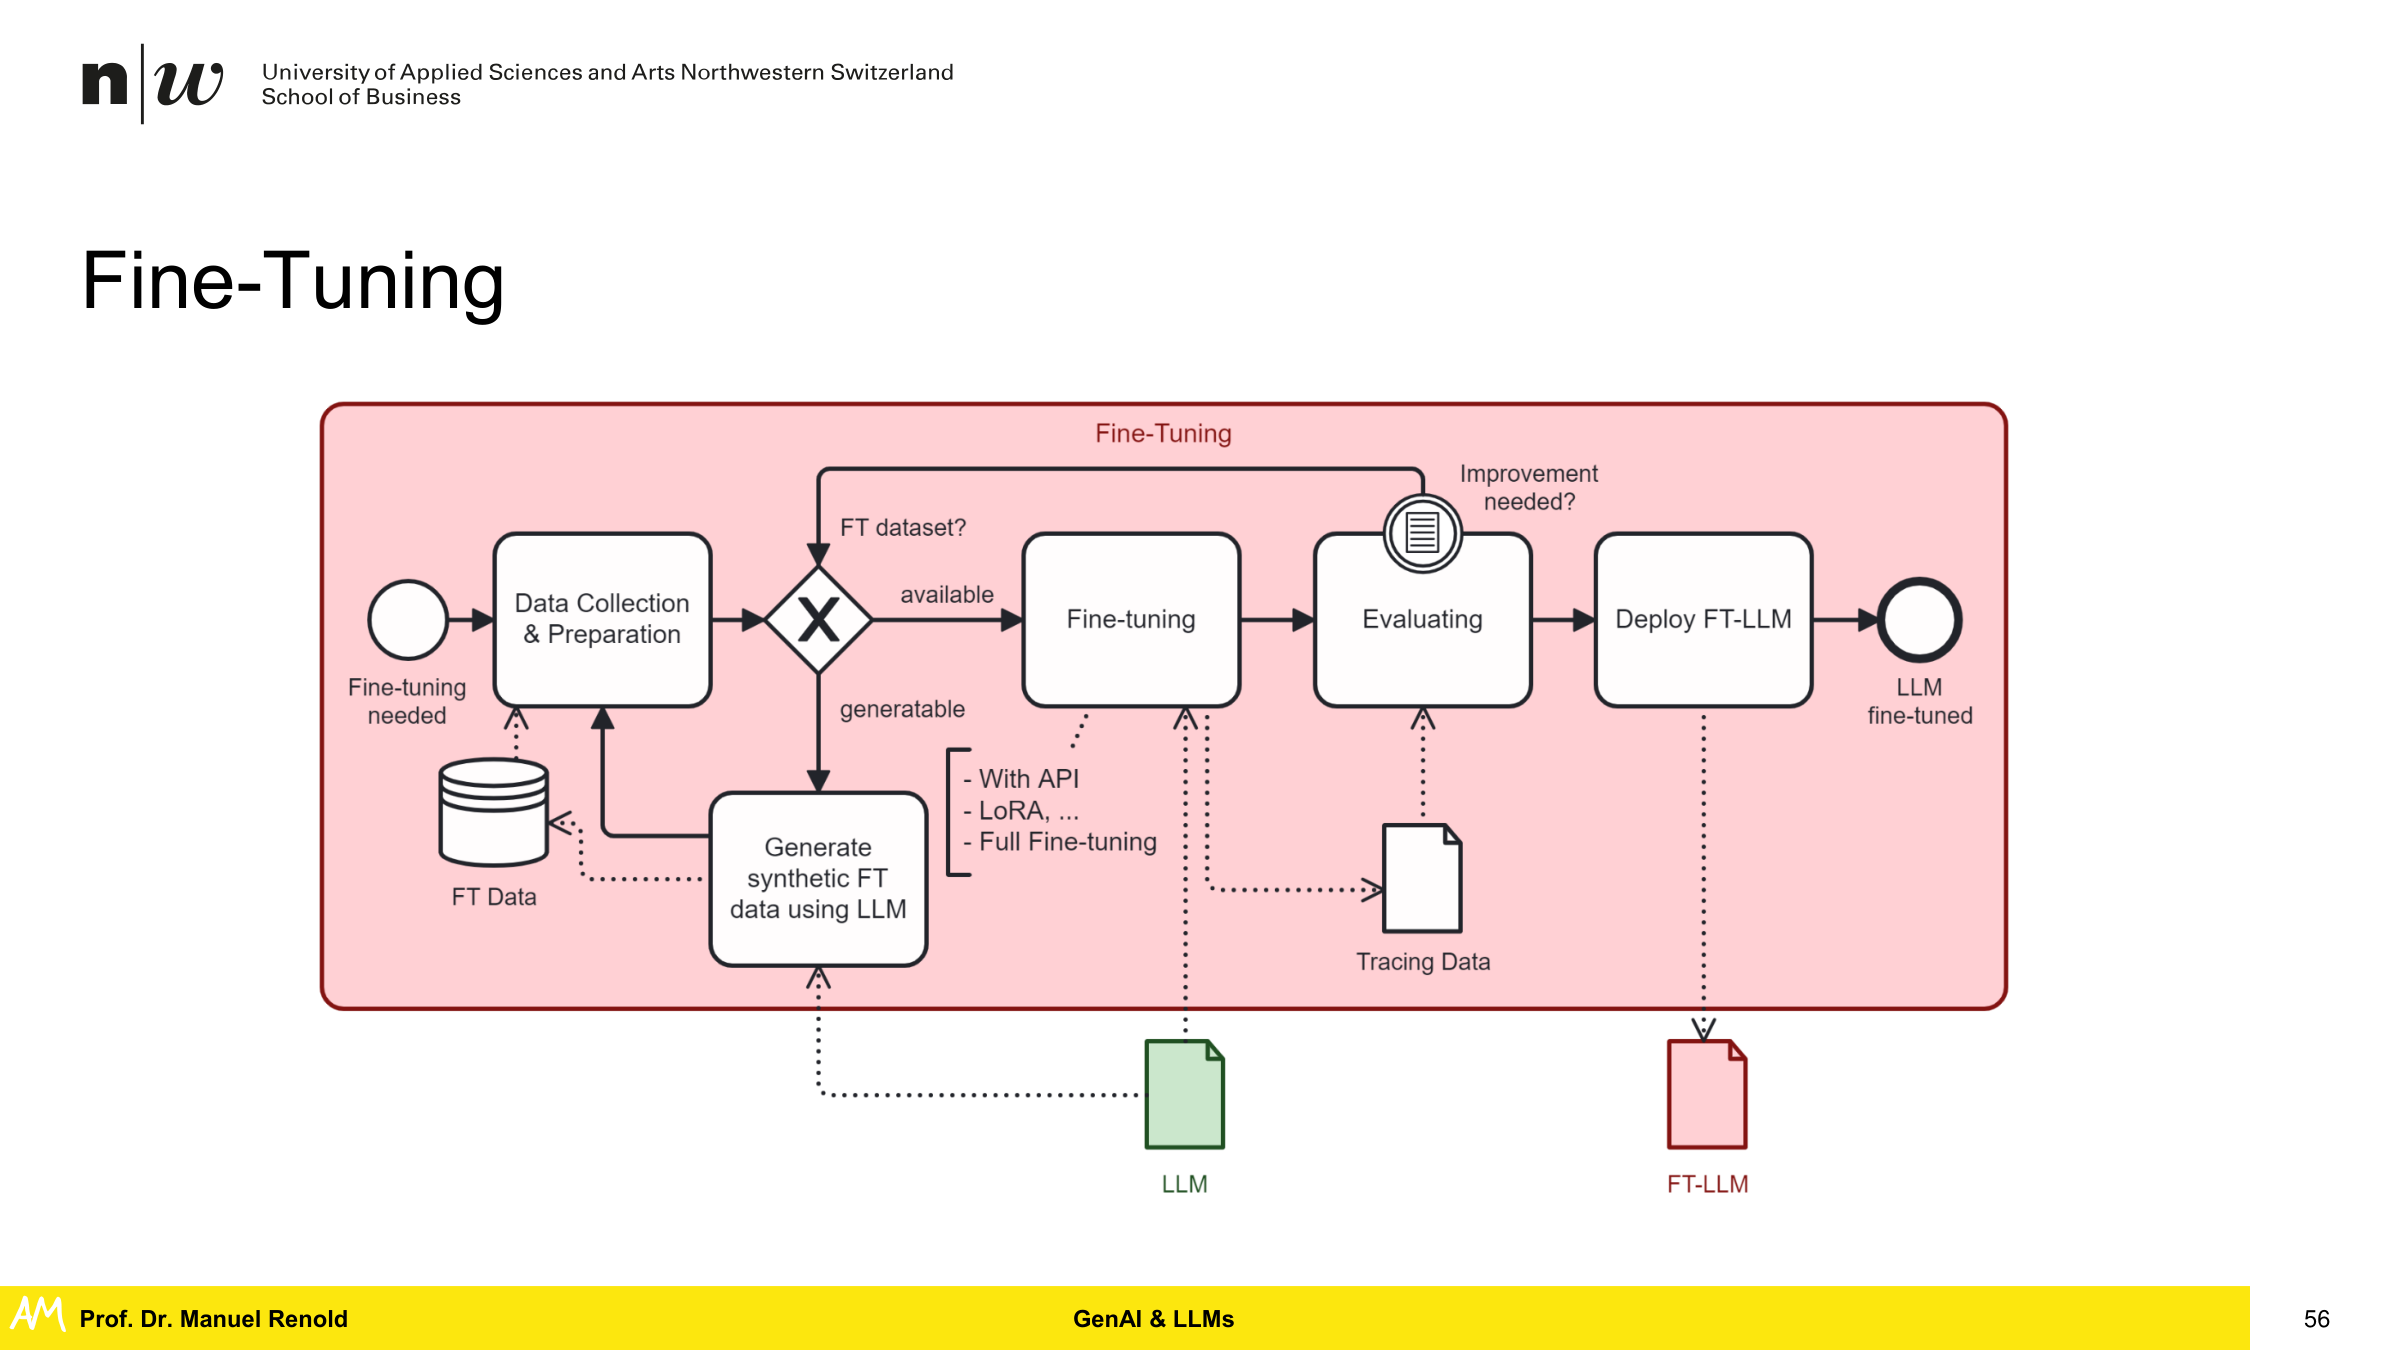 n|w
University of Applied Sciences and Arts Northwestern Switzerland
School of Business
Fine-Tuning
Fine-Tuning
Improvement
needed?
FT dataset?
Data Collection
& Preparation
X
available
Fine-tuning
Evaluating
Deploy FT-LLM
Fine-tuning
needed
generatable
LLM
fine-tuned
- With API
- LoRA, ...
- Full Fine-tuning
Generate
synthetic FT
data using LLM
FT Data
Tracing Data
LLM
FT-LLM
AM
Prof. Dr. Manuel Renold
GenAI & LLMs
56